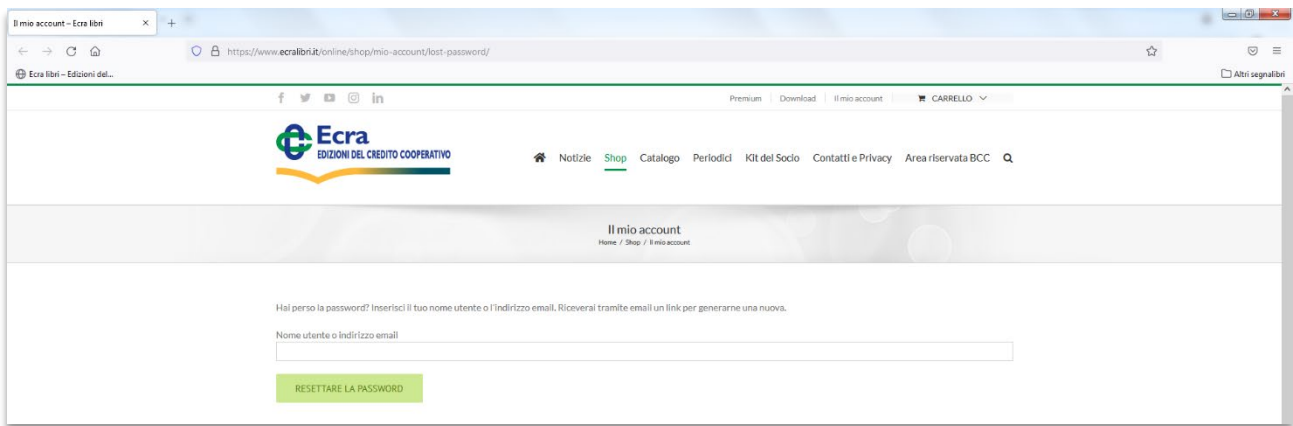 Il mio account – Ecra libri
https://www.ecralibri.it/online/shop/mio-account/lost-password/
Ecra libri – Edizioni del...
Altri segnalibri
Premium Download Il mio account CARRELLO
Ecra
EDIZIONI DEL CREDITO COOPERATIVO
Notizie Shop Catalogo Periodici Kit del Socio Contatti e Privacy Area riservata BCC
Il mio account
Home / Shop / Il mio account
Hai perso la password? Inserisci il tuo nome utente o l'indirizzo email. Riceverai tramite email un link per generarne una nuova.
Nome utente o indirizzo email
RESETTARE LA PASSWORD